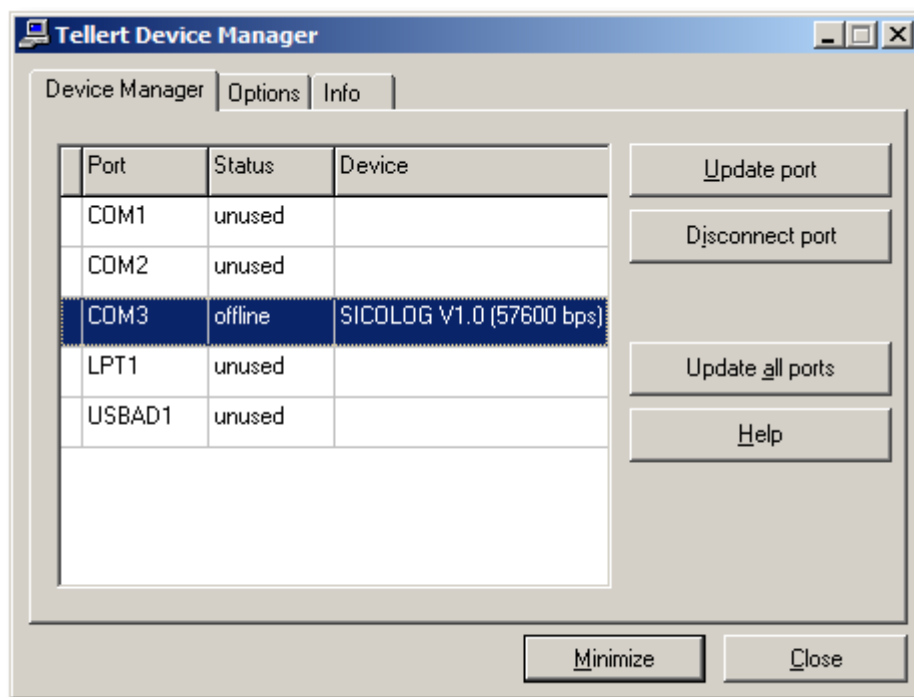 Tellert Device Manager
Device Manager Options Info
Port Status Device
COM1 unused
COM2 unused
COM3 offline SICOLOG V1.0 (57600 bps)
LPT1 unused
USBAD1 unused
Update port
Disconnect port
Update all ports
Help
Minimize Close